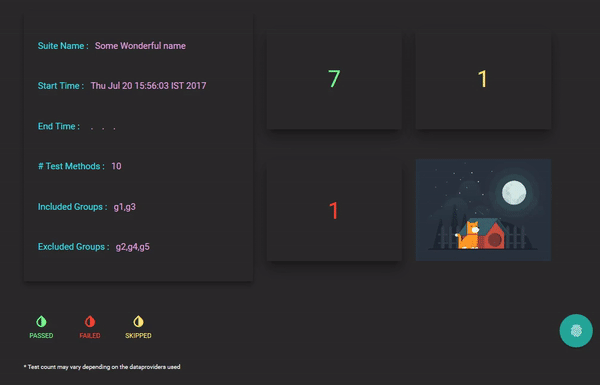 Suite Name : Some Wonderful name
Start Time : Thu Jul 20 15:56:03 IST 2017
End Time : . . .
# Test Methods : 10
Included Groups : g1,g3
Excluded Groups : g2,g4,g5
7
1
1
PASSED
FAILED
SKIPPED
* Test count may vary depending on the dataproviders used